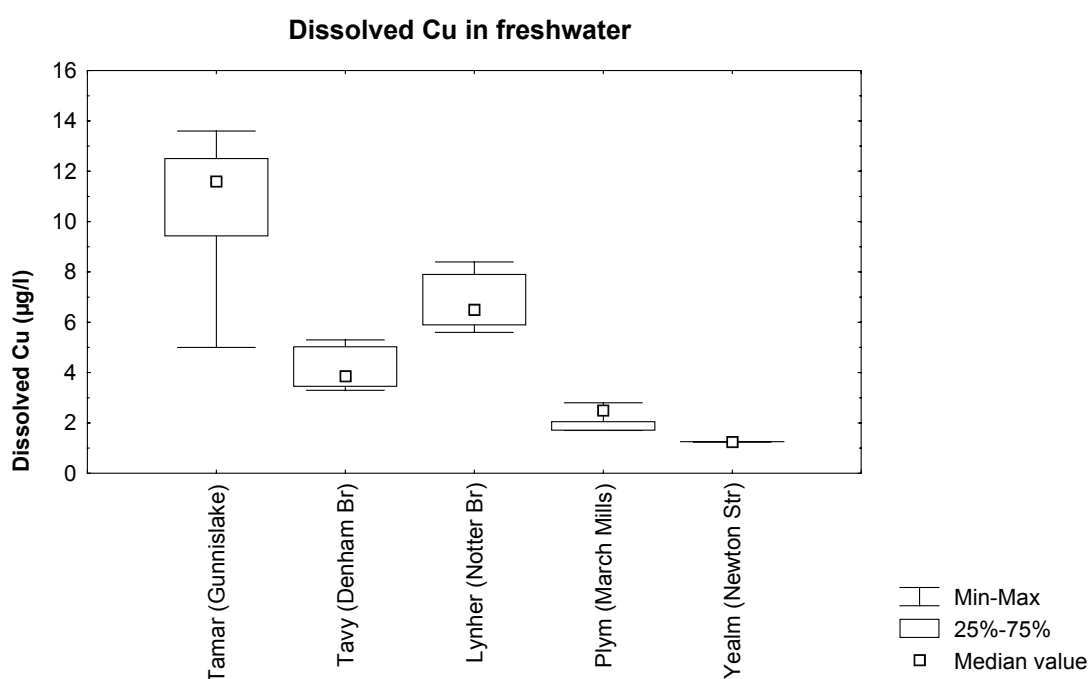 Dissolved Cu in freshwater
Dissolved Cu (µg/l)
16
14
12
10
8
6
4
2
0
Tamar (Gunnislake)
Tavy (Denham Br)
Lynher (Notter Br)
Plym (March Mills)
Yealm (Newton Str)
Min-Max
25%-75%
Median value